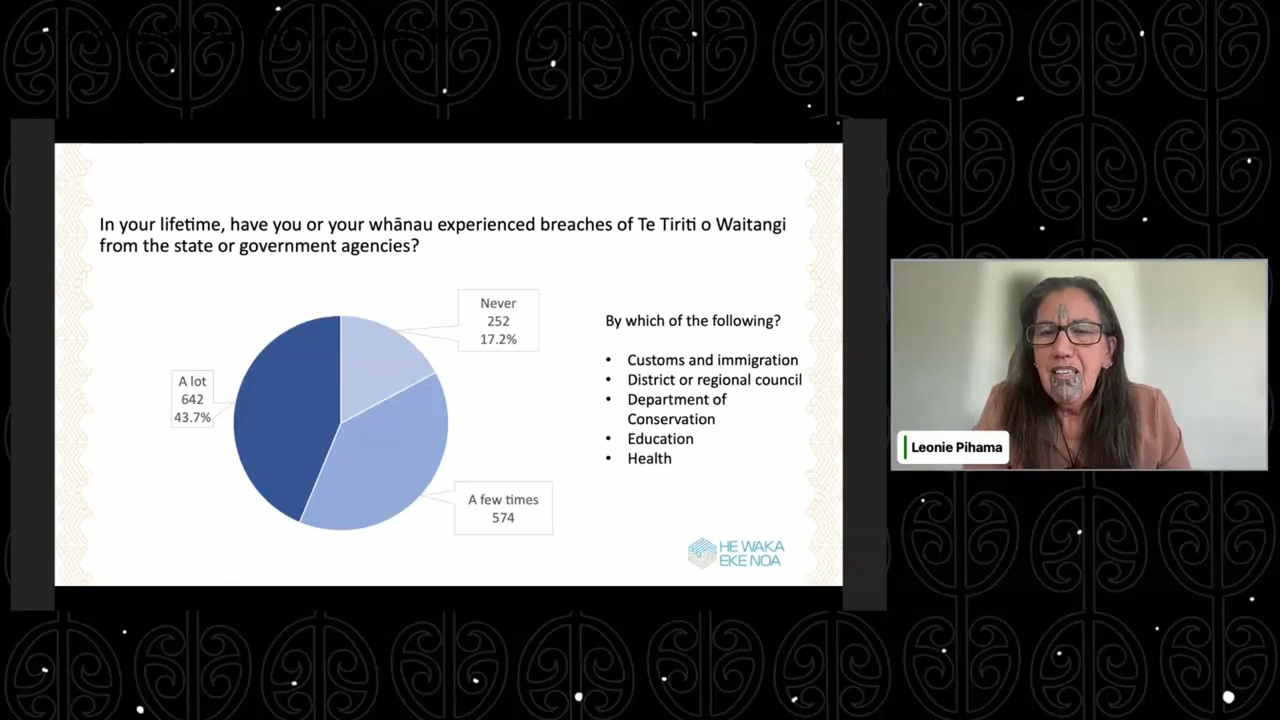 In your lifetime, have you or your whānau experienced breaches of Te Tiriti o Waitangi
from the state or government agencies?
Never
252
17.2%
A lot
642
43.7%
A few times
574
By which of the following?
• Customs and immigration
• District or regional council
• Department of
Conservation
• Education
• Health
HE WAKA
EKE NOA
Leonie Pihama